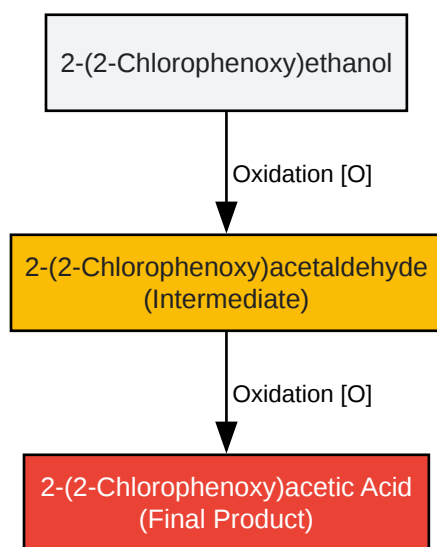 2-(2-Chlorophenoxy)ethanol
Oxidation [O]
2-(2-Chlorophenoxy)acetaldehyde
(Intermediate)
Oxidation [O]
2-(2-Chlorophenoxy)acetic Acid
(Final Product)